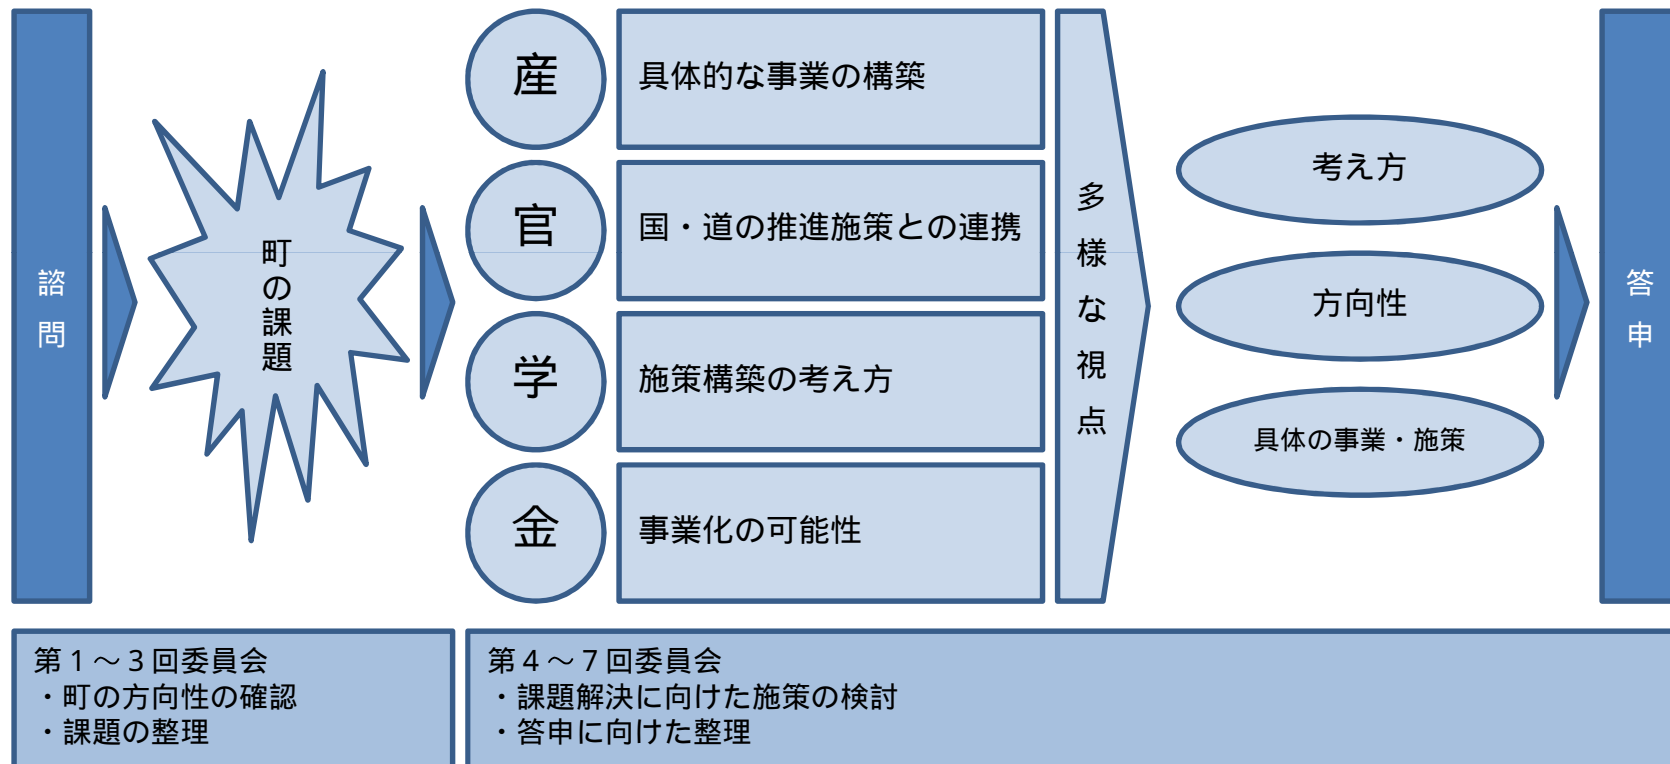 諮問
町の課題
産
具体的な事業の構築
官
国・道の推進施策との連携
学
施策構築の考え方
金
事業化の可能性
多様な視点
考え方
方向性
具体の事業・施策
答申
第1～3回委員会
・町の方向性の確認
・課題の整理
第4～7回委員会
・課題解決に向けた施策の検討
・答申に向けた整理